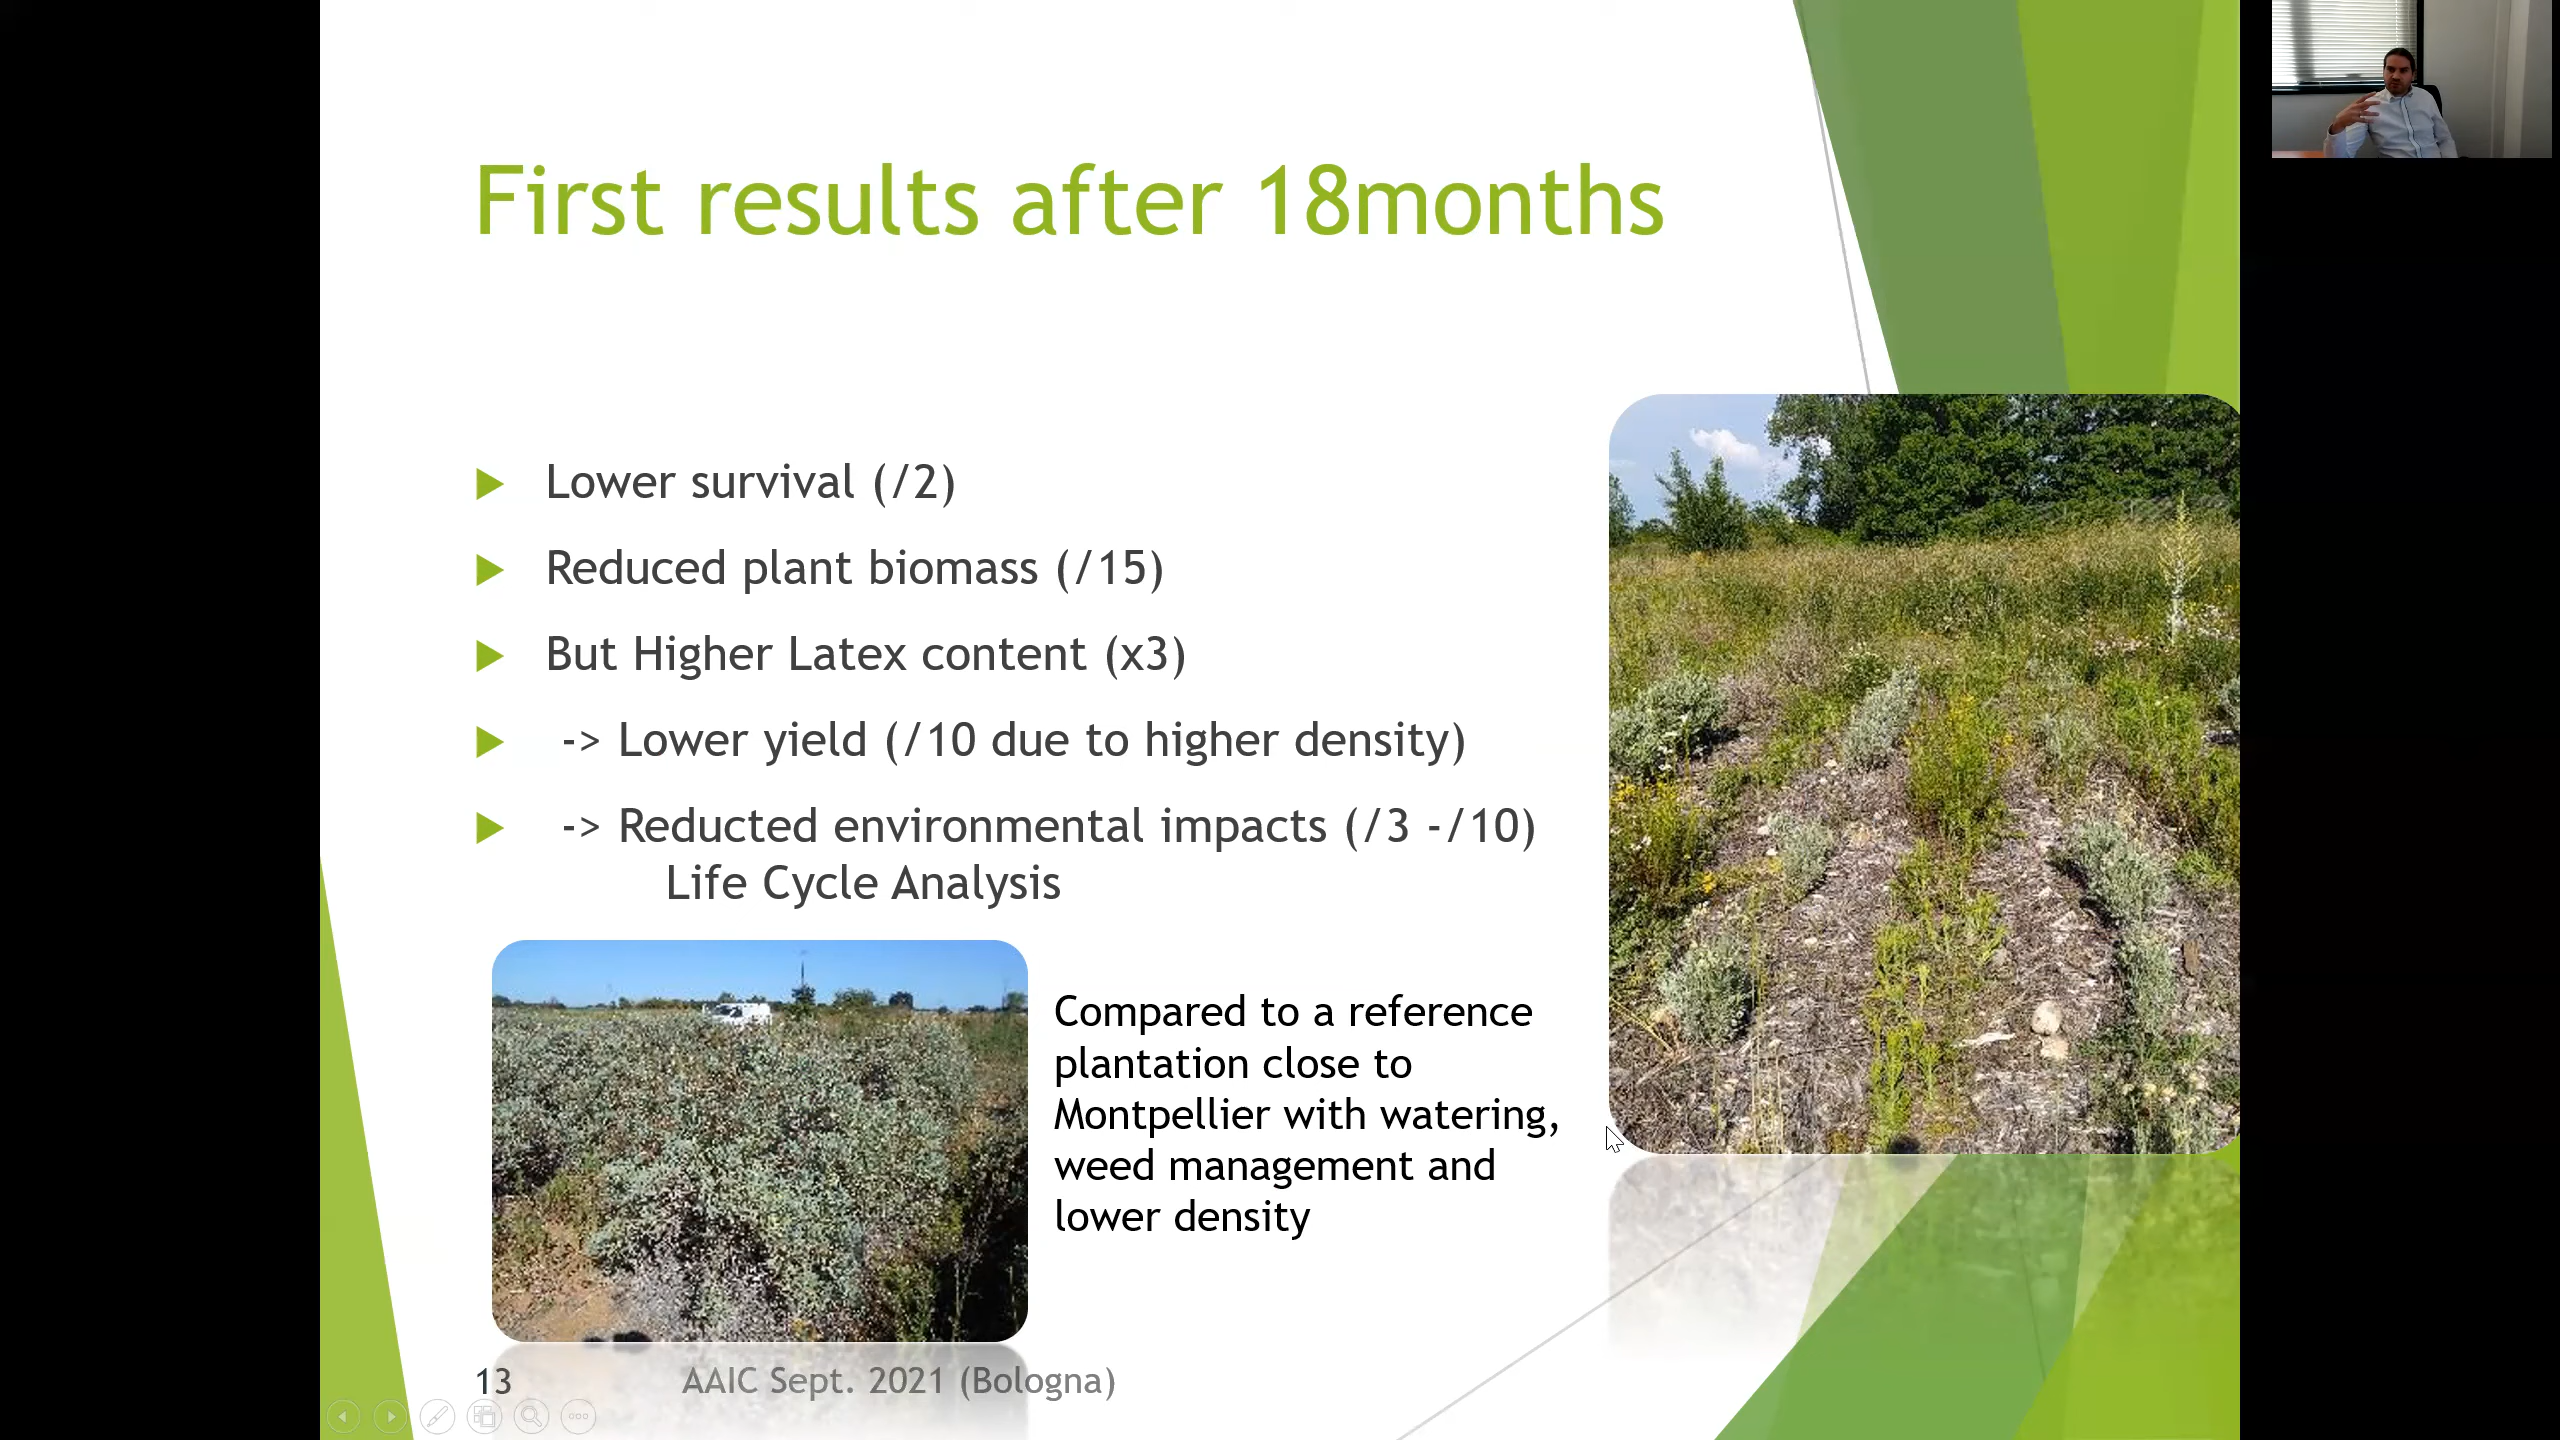 First results after 18months
Lower survival (/2)
Reduced plant biomass (/15)
But Higher Latex content (x3)
-> Lower yield (/10 due to higher density)
-> Reducted environmental impacts (/3 -/10)
Life Cycle Analysis
Compared to a reference
plantation close to
Montpellier with watering,
weed management and
lower density
13
AAIC Sept. 2021 (Bologna)